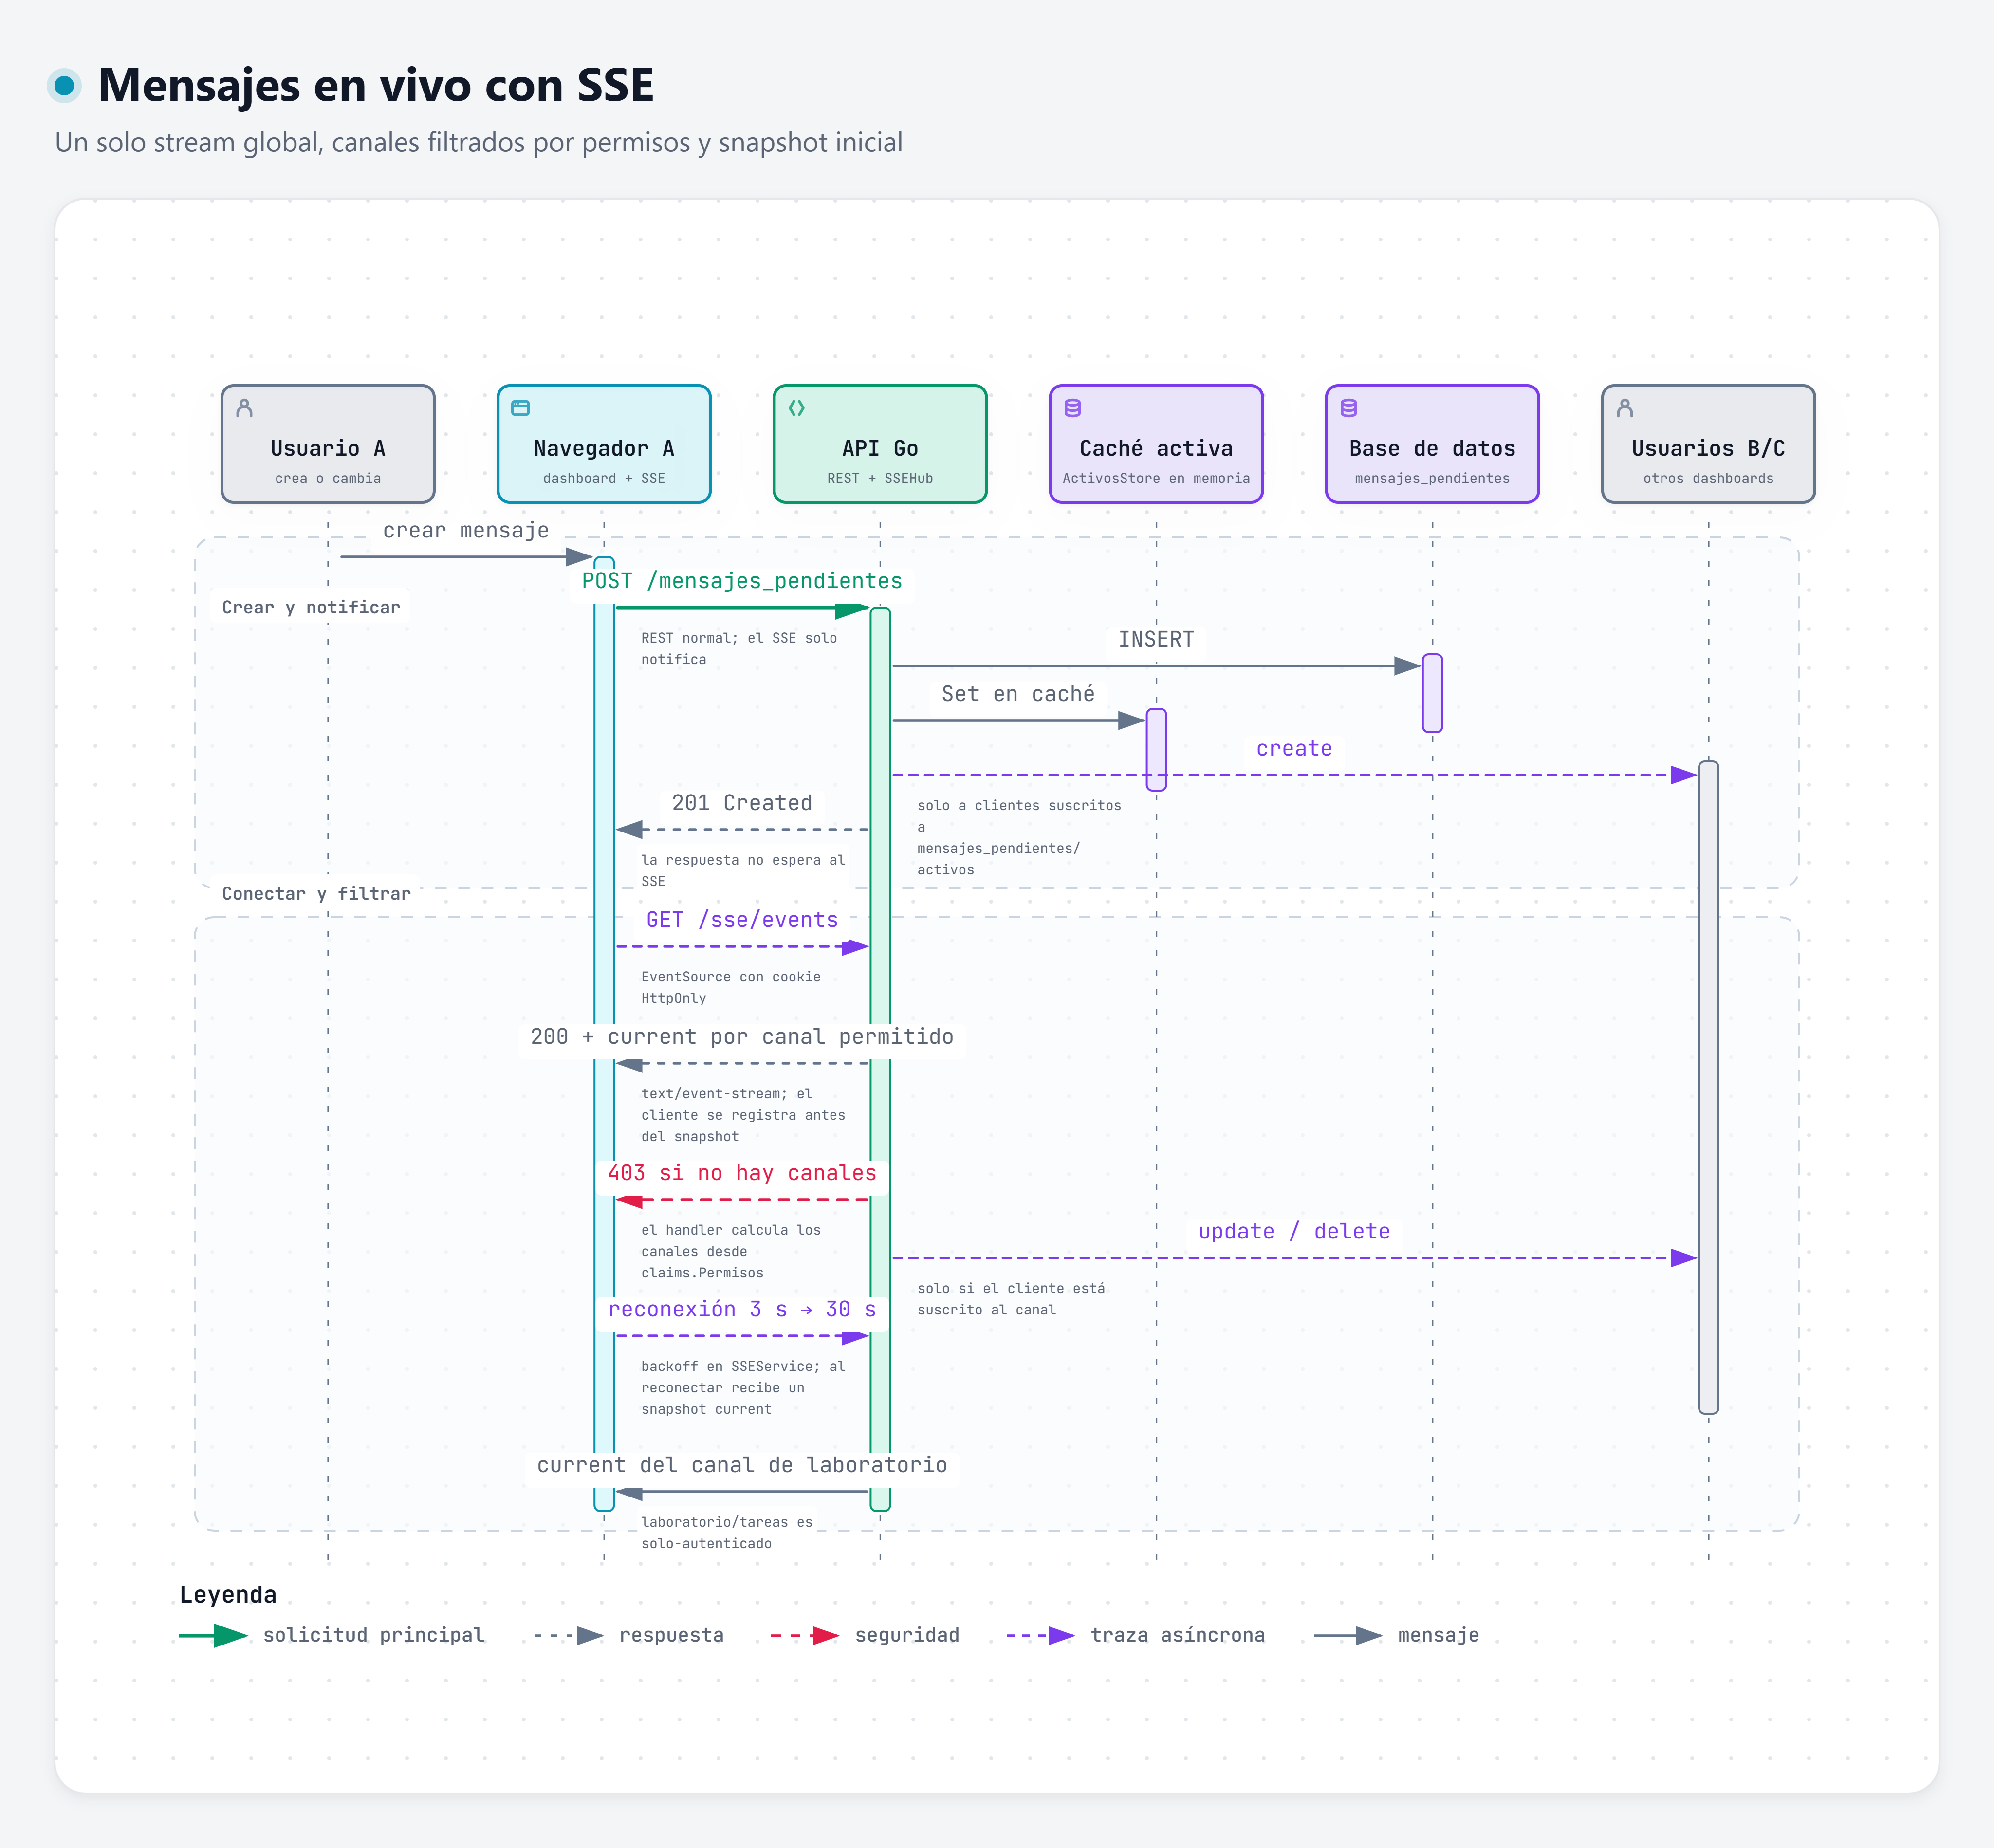 Mensajes en vivo con SSE
Un solo stream global, canales filtrados por permisos y snapshot inicial
Usuario A
crea o cambia
Navegador A
dashboard + SSE
API Go
REST + SSEHub
Caché activa
ActivosStore en memoria
Base de datos
mensajes_pendientes
Usuarios B/C
otros dashboards
crear mensaje
POST /mensajes_pendientes
Crear y notificar
REST normal; el SSE solo
notifica
INSERT
Set en caché
create
201 Created
solo a clientes suscritos
a
mensajes_pendientes/
activos
la respuesta no espera al
SSE
Conectar y filtrar
GET /sse/events
EventSource con cookie
HttpOnly
200 + current por canal permitido
text/event-stream; el
cliente se registra antes
del snapshot
403 si no hay canales
el handler calcula los
canales desde
claims.Permisos
update / delete
solo si el cliente está
suscrito al canal
reconexión 3 s → 30 s
backoff en SSEService; al
reconectar recibe un
snapshot current
current del canal de laboratorio
laboratorio/tareas es
solo-autenticado
Leyenda
solicitud principal
respuesta
seguridad
traza asíncrona
mensaje